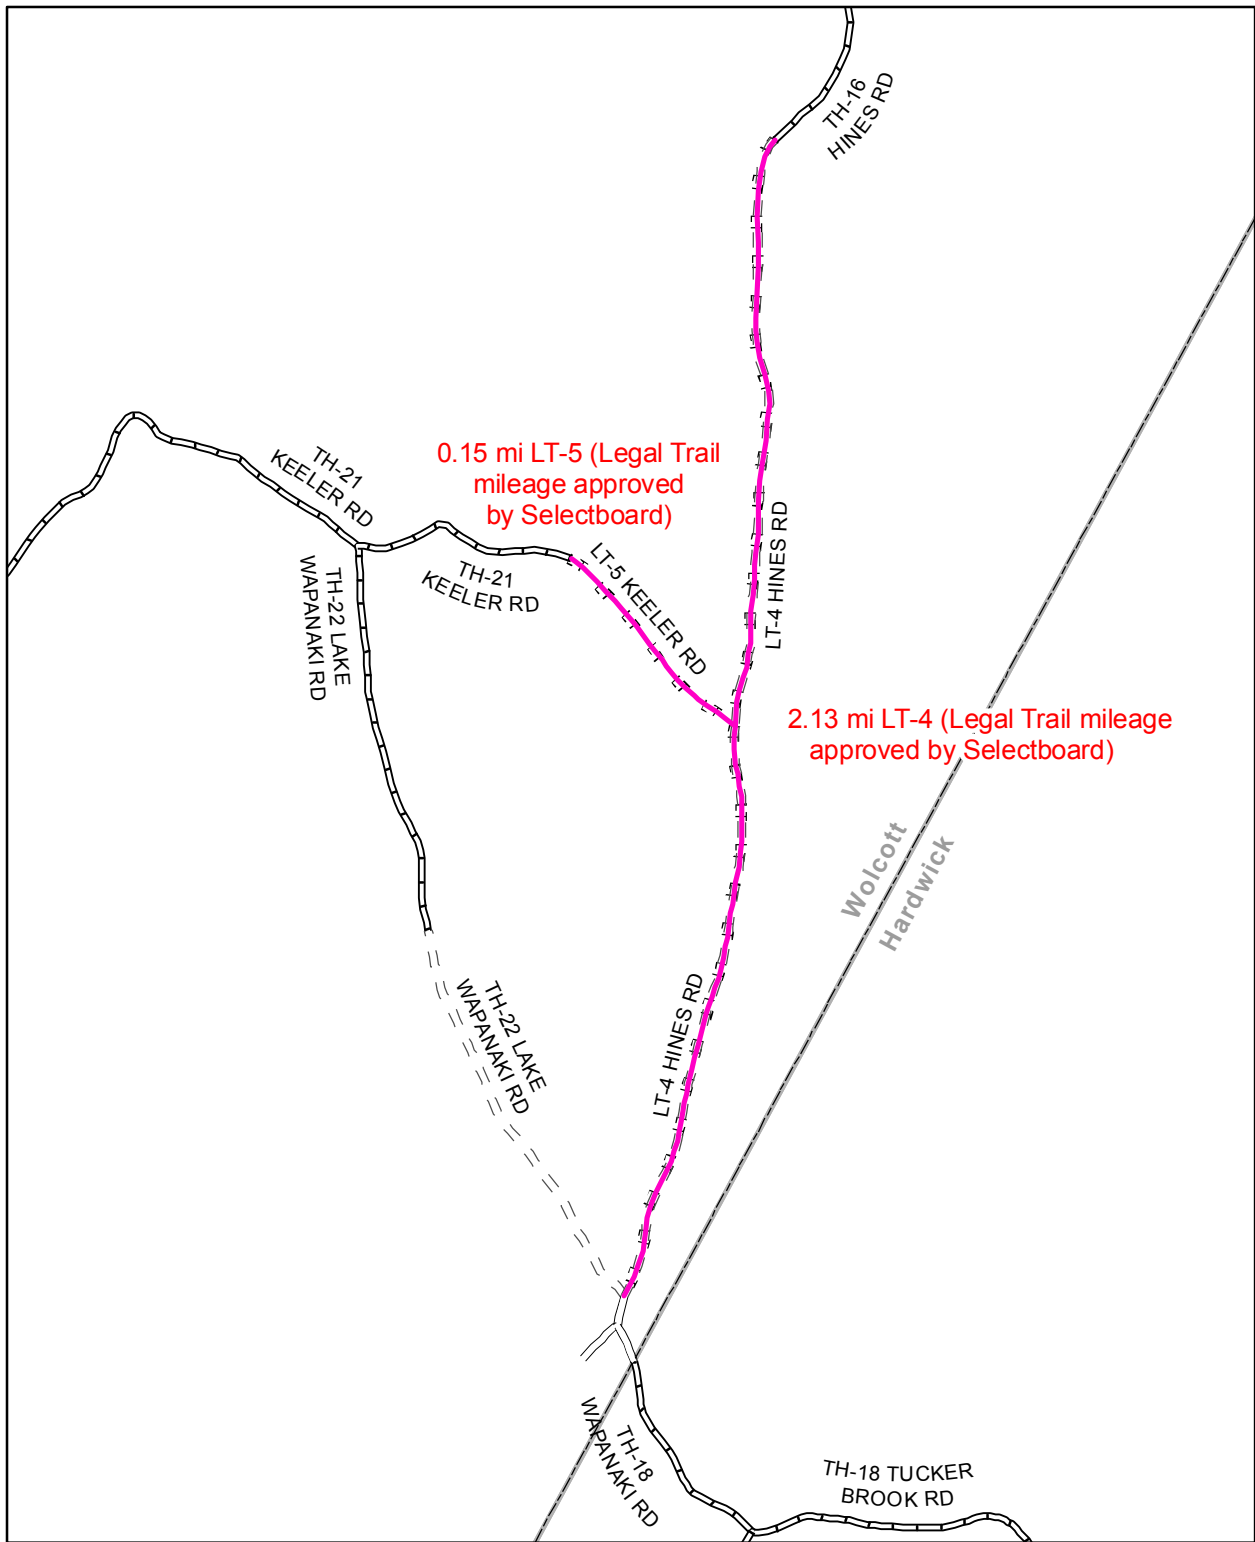 TH-16
HINES RD
TH-21
KEELER RD
0.15 mi LT-5 (Legal Trail
mileage approved
by Selectboard)
LT-4 HINES RD
TH-22 LAKE
WAPANAKI RD
TH-21
KEELER RD
LT-5 KEELER RD
2.13 mi LT-4 (Legal Trail mileage
approved by Selectboard)
Wolcott
Hardwick
TH-22 LAKE
WAPANAKI RD
LT-4 HINES RD
TH-18
WAPANAKI RD
TH-18 TUCKER
BROOK RD